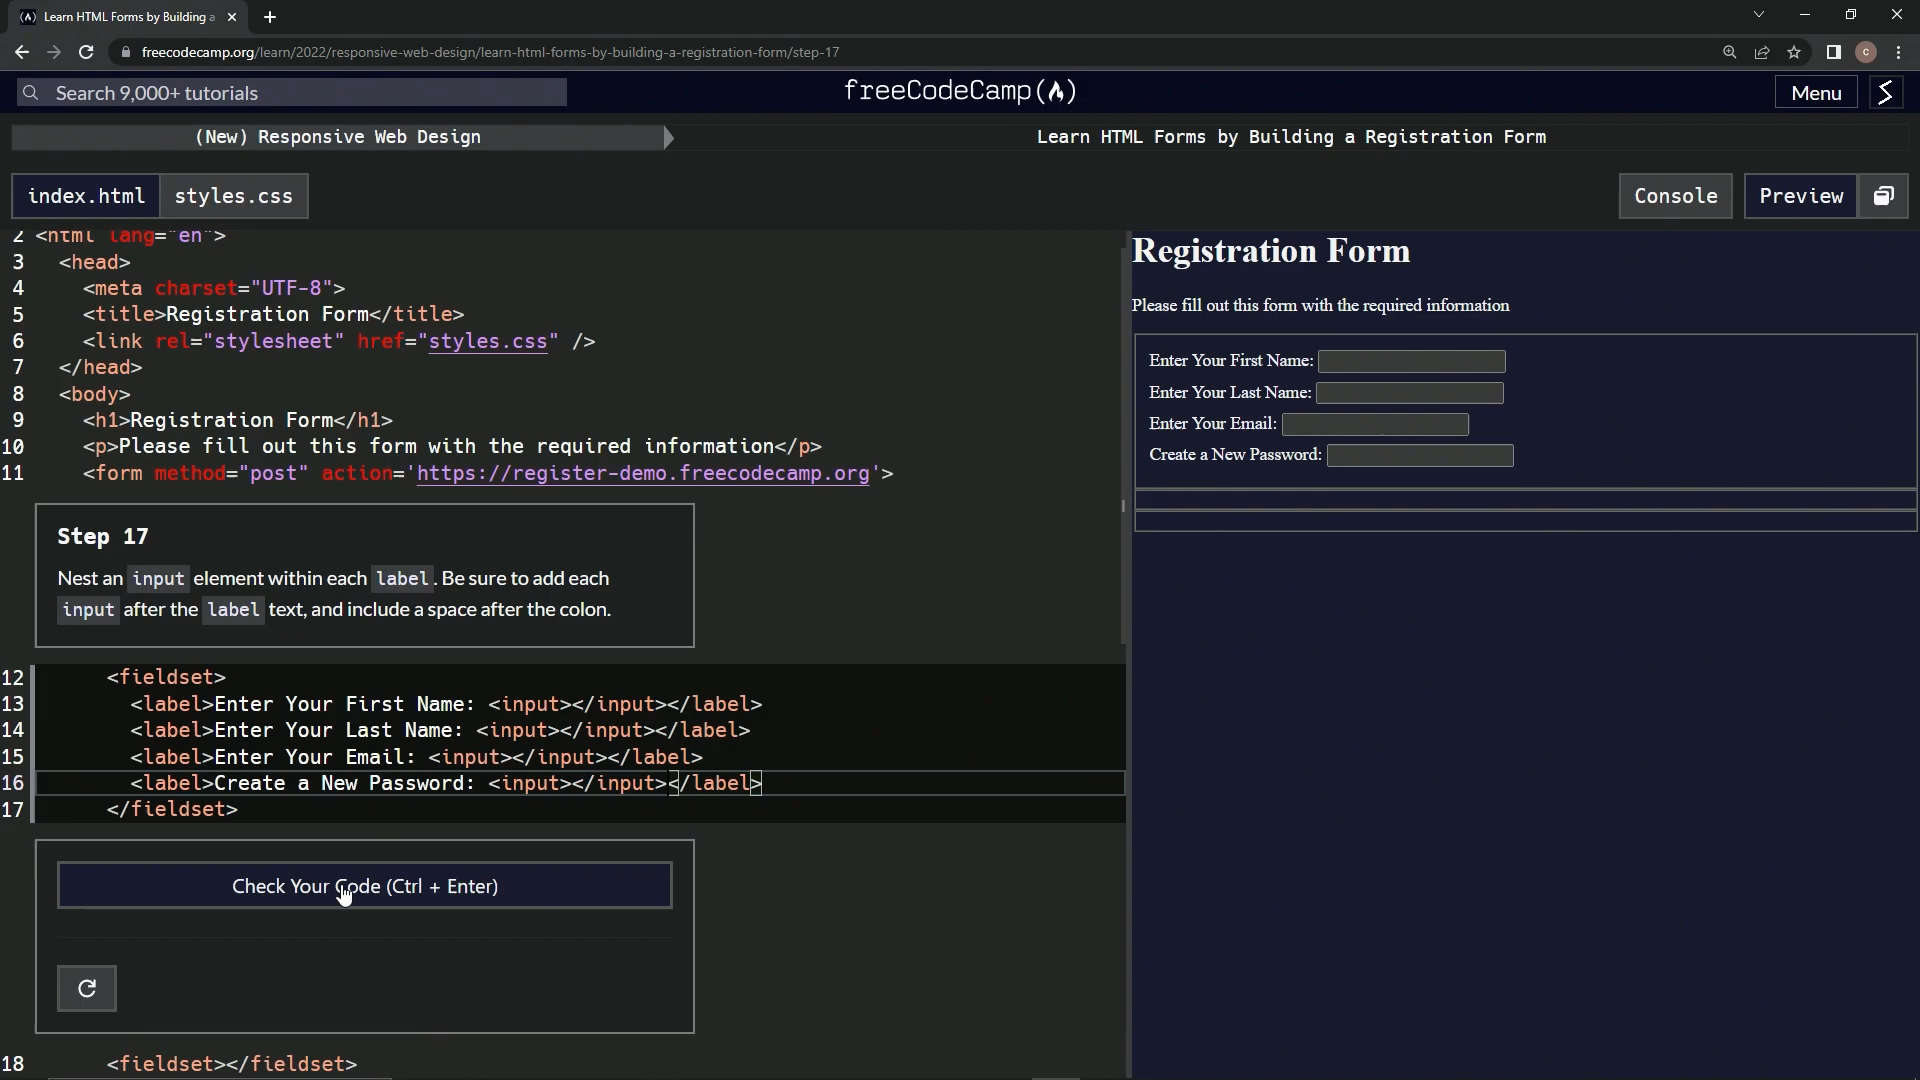 Learn HTML Forms by Building a
freecodecamp.org/learn/2022/responsive-web-design/learn-html-forms-by-building-a-registration-form/step-17
C
Search 9,000+ tutorials
freeCodeCamp(🔥)
Menu
(New) Responsive Web Design
Learn HTML Forms by Building a Registration Form
index.html
styles.css
Console
Preview
2 <html lang="en">
3 <head>
4 <meta charset="UTF-8">
5 <title>Registration Form</title>
6 <link rel="stylesheet" href="styles.css" />
7 </head>
8 <body>
9 <h1>Registration Form</h1>
10 <p>Please fill out this form with the required information</p>
11 <form method="post" action='https://register-demo.freecodecamp.org'>
Step 17
Nest an input element within each label. Be sure to add each
input after the label text, and include a space after the colon.
12 <fieldset>
13 <label>Enter Your First Name: <input></input></label>
14 <label>Enter Your Last Name: <input></input></label>
15 <label>Enter Your Email: <input></input></label>
16 <label>Create a New Password: <input></input></label>
17 </fieldset>
Check Your Code (Ctrl + Enter)
18 <fieldset></fieldset>
Registration Form
Please fill out this form with the required information
Enter Your First Name:
Enter Your Last Name:
Enter Your Email:
Create a New Password: